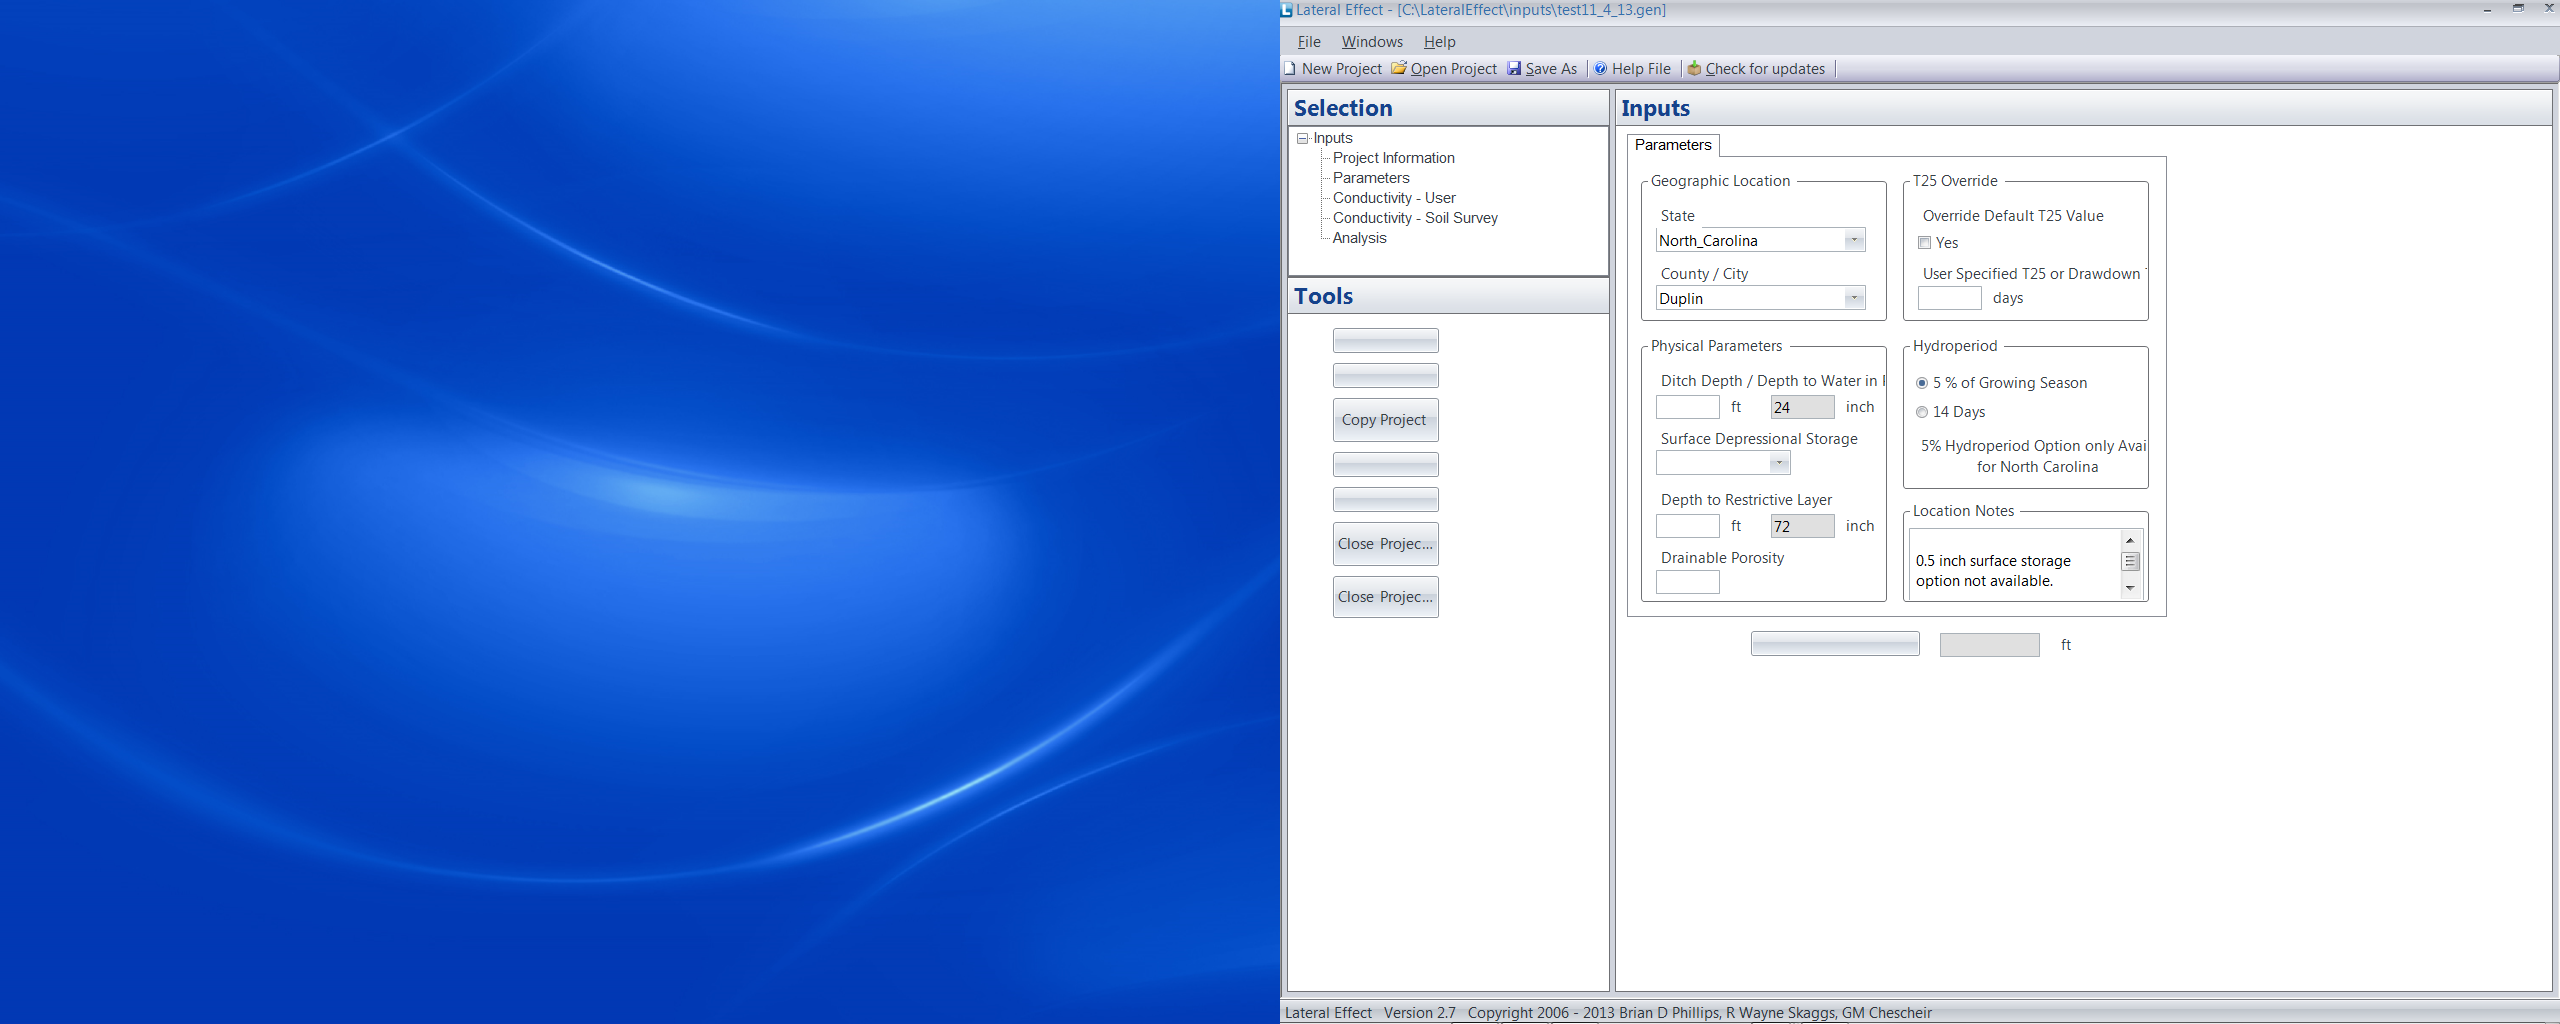 Lateral Effect - [C:\LateralEffect\inputs\test11_4_13.gen]
File Windows Help
New Project Open Project Save As Help File Check for updates
Selection
Inputs
Project Information
Parameters
Conductivity - User
Conductivity - Soil Survey
Analysis
Tools
Copy Project
Close Projec...
Close Projec...
Inputs
Parameters
Geographic Location
State
North_Carolina
County / City
Duplin
T25 Override
Override Default T25 Value
Yes
User Specified T25 or Drawdown
days
Physical Parameters
Ditch Depth / Depth to Water in
ft 24 inch
Surface Depressional Storage
Depth to Restrictive Layer
ft 72 inch
Drainable Porosity
Hydroperiod
5 % of Growing Season
14 Days
5% Hydroperiod Option only Avai
for North Carolina
Location Notes
0.5 inch surface storage
option not available.
ft
Lateral Effect Version 2.7 Copyright 2006 - 2013 Brian D Phillips, R Wayne Skaggs, GM Chescheir